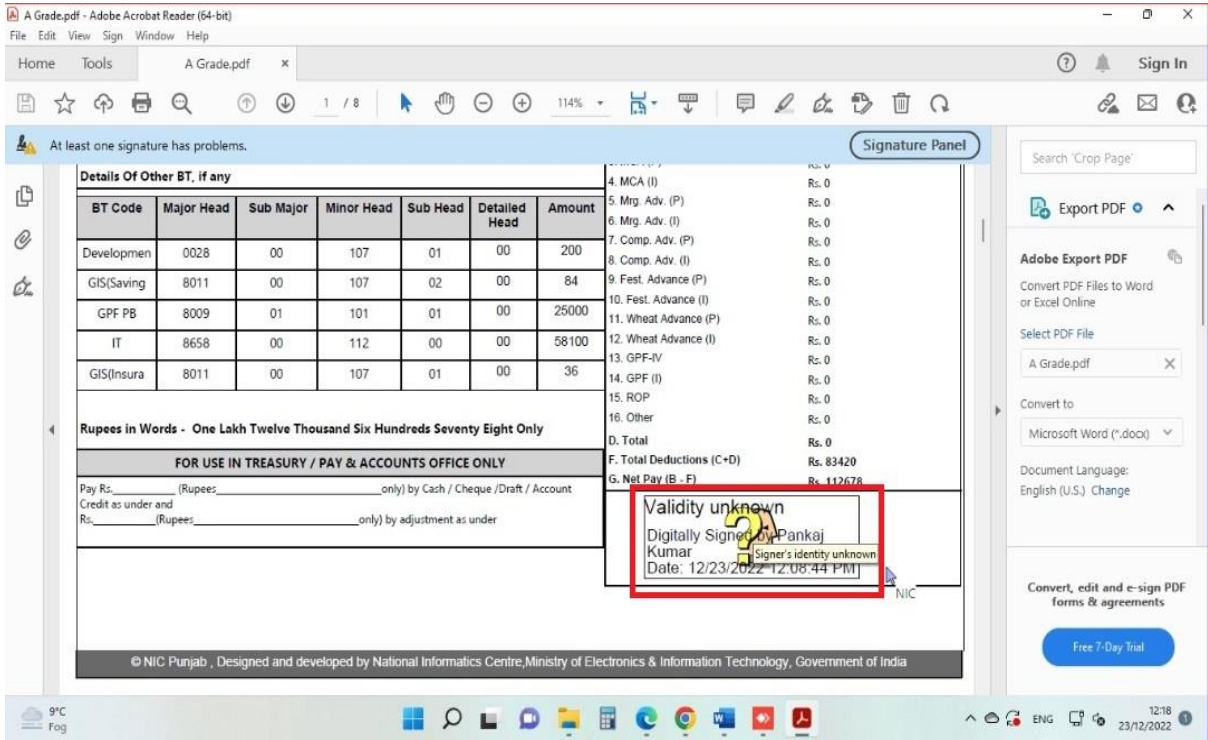 A Grade.pdf - Adobe Acrobat Reader (64-bit)
File Edit View Sign Window Help
Home Tools A Grade.pdf × ? Sign In
1 / 8 114%
At least one signature has problems.
Signature Panel
Details Of Other BT, if any
BT Code Major Head Sub Major Minor Head Sub Head Detailed Head Amount
Developmen 0028 00 107 01 00 200
GIS(Saving 8011 00 107 02 00 84
GPF PB 8009 01 101 01 00 25000
IT 8658 00 112 00 00 58100
GIS(Insura 8011 00 107 01 00 36
Rupees in Words - One Lakh Twelve Thousand Six Hundreds Seventy Eight Only
FOR USE IN TREASURY / PAY & ACCOUNTS OFFICE ONLY
Pay Rs.__________ (Rupees______________________________only) by Cash / Cheque /Draft / Account
Credit as under and
Rs.__________(Rupees______________________________only) by adjustment as under
4. MCA (I) Rs. 0
5. Mrg. Adv. (P) Rs. 0
6. Mrg. Adv. (I) Rs. 0
7. Comp. Adv. (P) Rs. 0
8. Comp. Adv. (I) Rs. 0
9. Fest. Advance (P) Rs. 0
10. Fest. Advance (I) Rs. 0
11. Wheat Advance (P) Rs. 0
12. Wheat Advance (I) Rs. 0
13. GPF-IV Rs. 0
14. GPF (I) Rs. 0
15. ROP Rs. 0
16. Other Rs. 0
D. Total Rs. 0
F. Total Deductions (C+D) Rs. 83420
G. Net Pay (B - F) Rs. 112678
Validity unknown
Digitally Signed by Pankaj
Kumar
Signer's identity unknown
Date: 12/23/2022 12:08:44 PM
NIC
© NIC Punjab , Designed and developed by National Informatics Centre,Ministry of Electronics & Information Technology, Government of India
Search 'Crop Page'
Export PDF
Adobe Export PDF
Convert PDF Files to Word
or Excel Online
Select PDF File
A Grade.pdf
Convert to
Microsoft Word (*.docx)
Document Language:
English (U.S.) Change
Convert, edit and e-sign PDF
forms & agreements
Free 7-Day Trial
9°C
Fog
ENG
12:18
23/12/2022
1